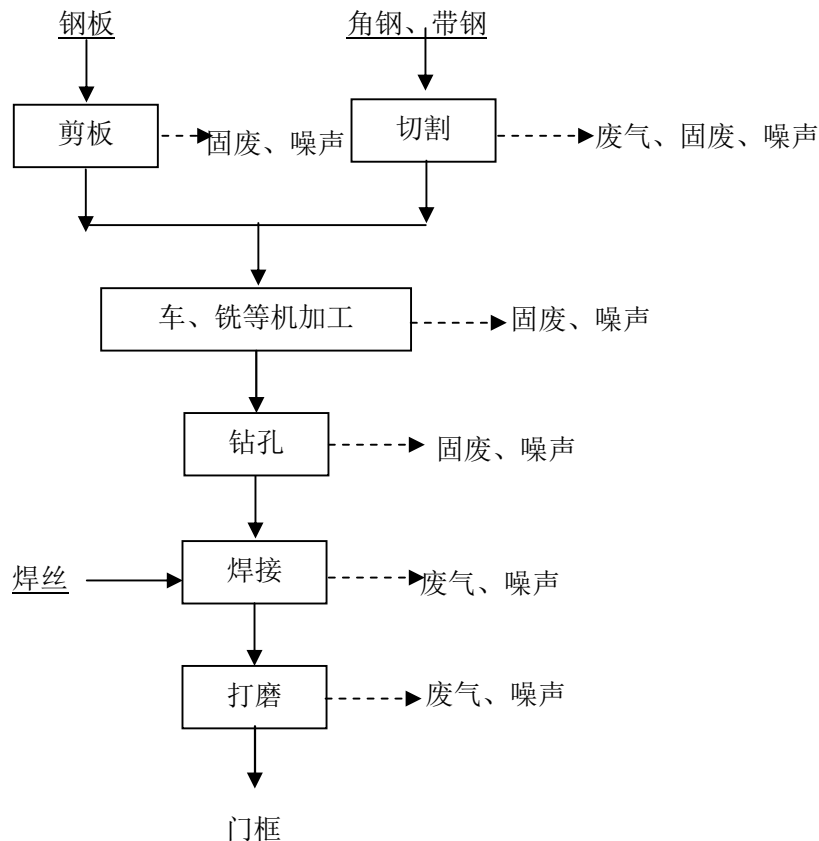 钢板
角钢、带钢
剪板
固废、噪声
切割
废气、固废、噪声
车、铣等机加工
固废、噪声
钻孔
固废、噪声
焊丝
焊接
废气、噪声
打磨
废气、噪声
门框